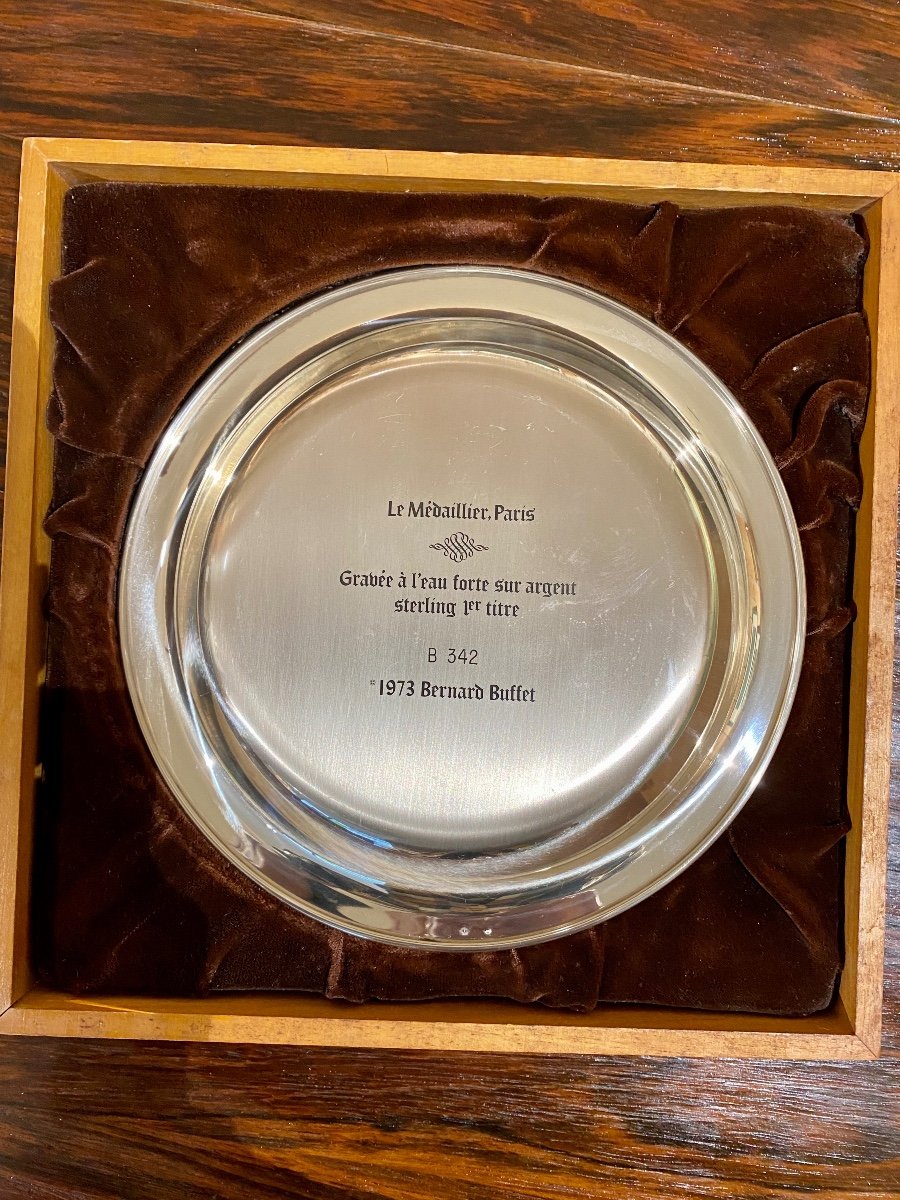 Le Médaillier, Paris
Gravée à l'eau forte sur argent
sterling 1er titre
B 342
©1973 Bernard Buffet